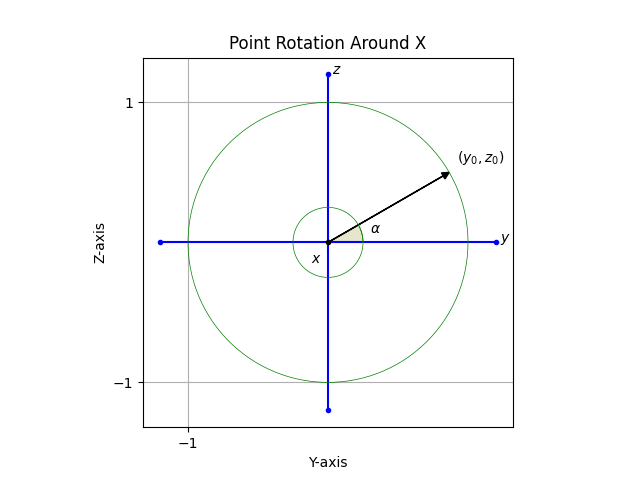 Point Rotation Around X
z
1
(y₀, z₀)
α
y
x
Z-axis
−1
−1
Y-axis